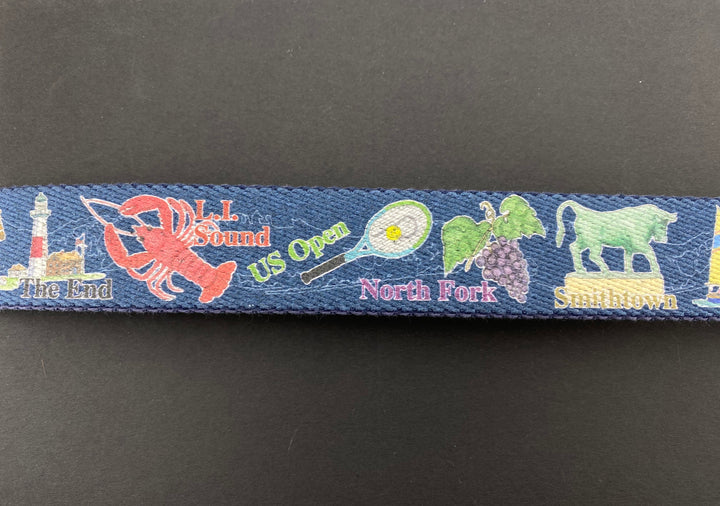 The End
L.I.
Sound
US Open
North Fork
Smithtown